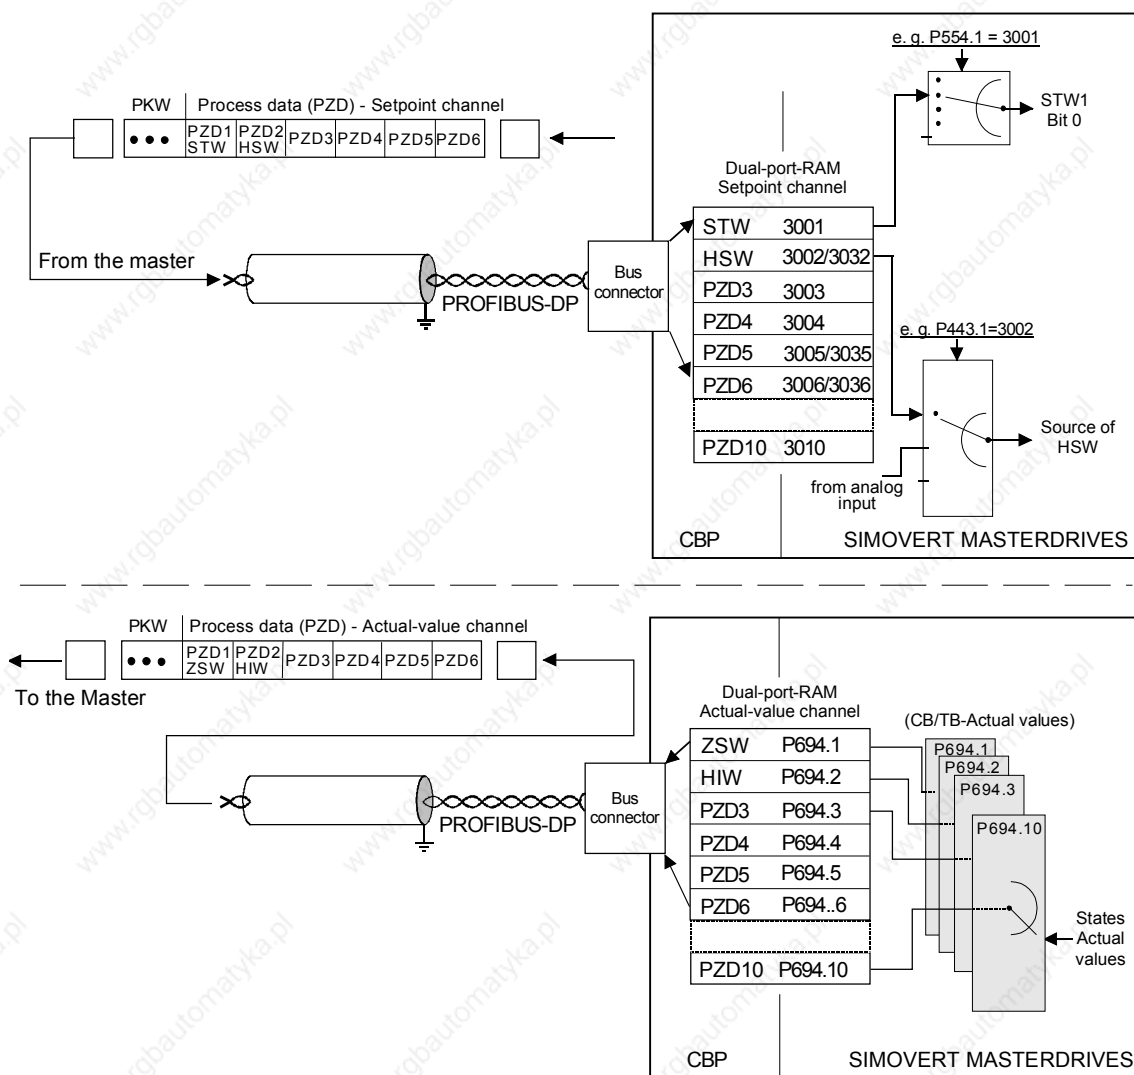 e. g. P554.1 = 3001
STW1
Bit 0
PKW Process data (PZD) - Setpoint channel
PZD1 PZD2 PZD3 PZD4 PZD5 PZD6
STW HSW
Dual-port-RAM
Setpoint channel
STW 3001
HSW 3002/3032
PZD3 3003
PZD4 3004
PZD5 3005/3035
PZD6 3006/3036
PZD10 3010
From the master
PROFIBUS-DP
Bus
connector
e. g. P443.1=3002
Source of
HSW
from analog
input
CBP SIMOVERT MASTERDRIVES
PKW Process data (PZD) - Actual-value channel
PZD1 PZD2 PZD3 PZD4 PZD5 PZD6
ZSW HIW
To the Master
Dual-port-RAM
Actual-value channel
ZSW P694.1
HIW P694.2
PZD3 P694.3
PZD4 P694.4
PZD5 P694.5
PZD6 P694..6
PZD10 P694.10
PROFIBUS-DP
Bus
connector
(CB/TB-Actual values)
P694.1
P694.2
P694.3
P694.10
States
Actual
values
CBP SIMOVERT MASTERDRIVES
www.rgbautomatyka.pl